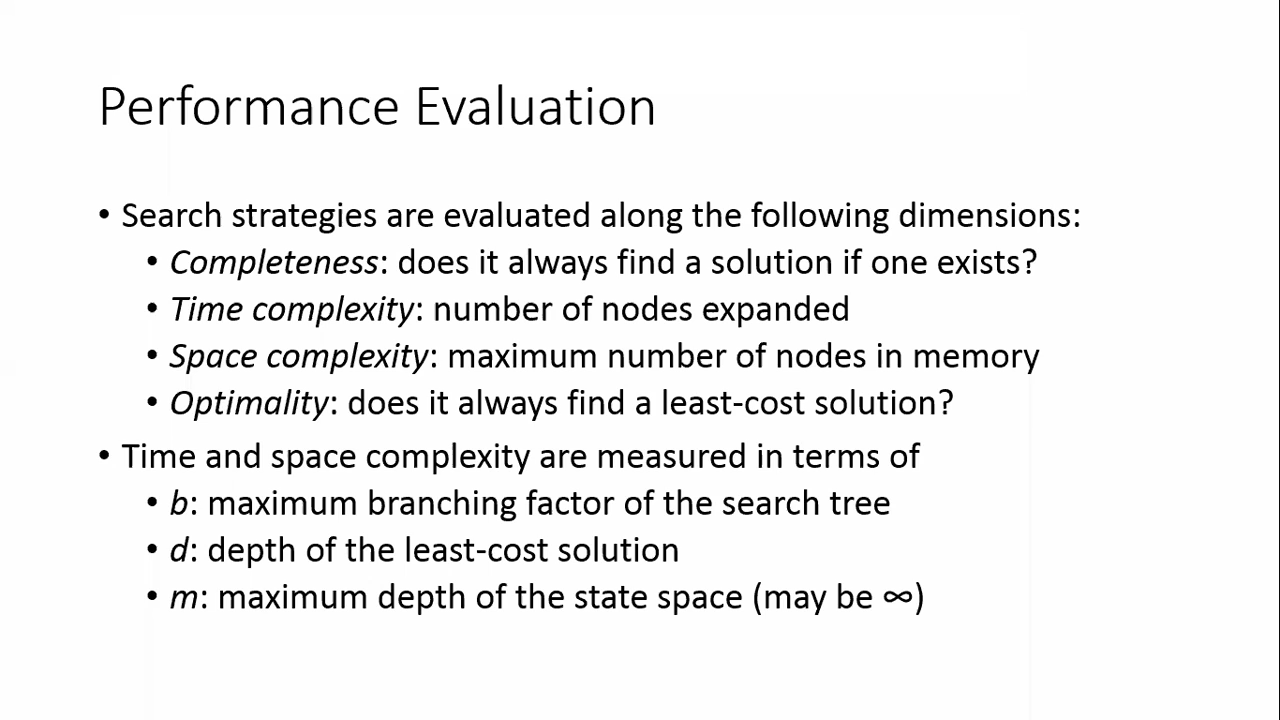 Performance Evaluation
• Search strategies are evaluated along the following dimensions:
• Completeness: does it always find a solution if one exists?
• Time complexity: number of nodes expanded
• Space complexity: maximum number of nodes in memory
• Optimality: does it always find a least-cost solution?
• Time and space complexity are measured in terms of
• b: maximum branching factor of the search tree
• d: depth of the least-cost solution
• m: maximum depth of the state space (may be ∞)